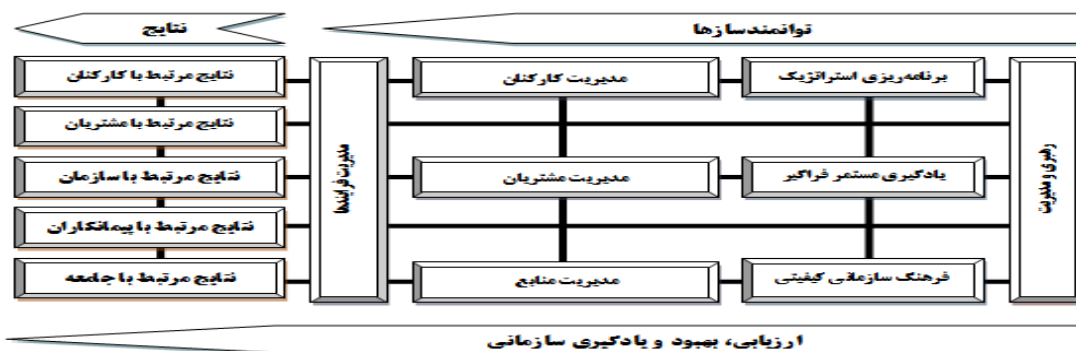 توانمندسازها
نتایج
رهبری و مدیریت
برنامه‌ریزی استراتژیک
مدیریت کارکنان
مدیریت فرایندها
نتایج مرتبط با کارکنان
نتایج مرتبط با مشتریان
یادگیری مستمر فراگیر
مدیریت مشتریان
نتایج مرتبط با سازمان
نتایج مرتبط با پیمانکاران
فرهنگ سازمانی کیفیتی
مدیریت منابع
نتایج مرتبط با جامعه
ارزیابی، بهبود و یادگیری سازمانی